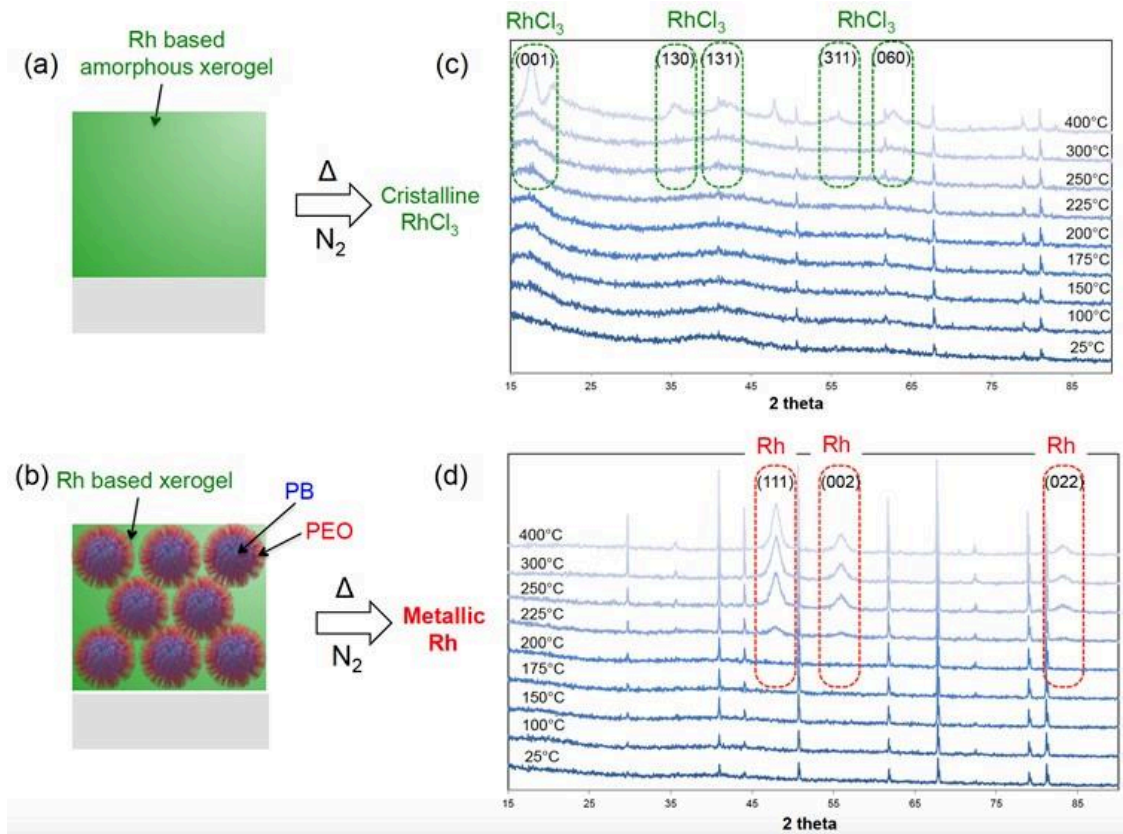 (a)
Rh based
amorphous xerogel
Δ
N2
Cristalline
RhCl3
(c)
RhCl3
RhCl3
(001)
(130)
(131)
(311)
(060)
400°C
300°C
250°C
225°C
200°C
175°C
150°C
100°C
25°C
15 25 35 45 55 65 75 85
2 theta
(b)
Rh based xerogel
PB
PEO
Δ
N2
Metallic
Rh
(d)
Rh
Rh
Rh
(111)
(002)
(022)
400°C
300°C
250°C
225°C
200°C
175°C
150°C
100°C
25°C
15 25 35 45 55 65 75 85
2 theta